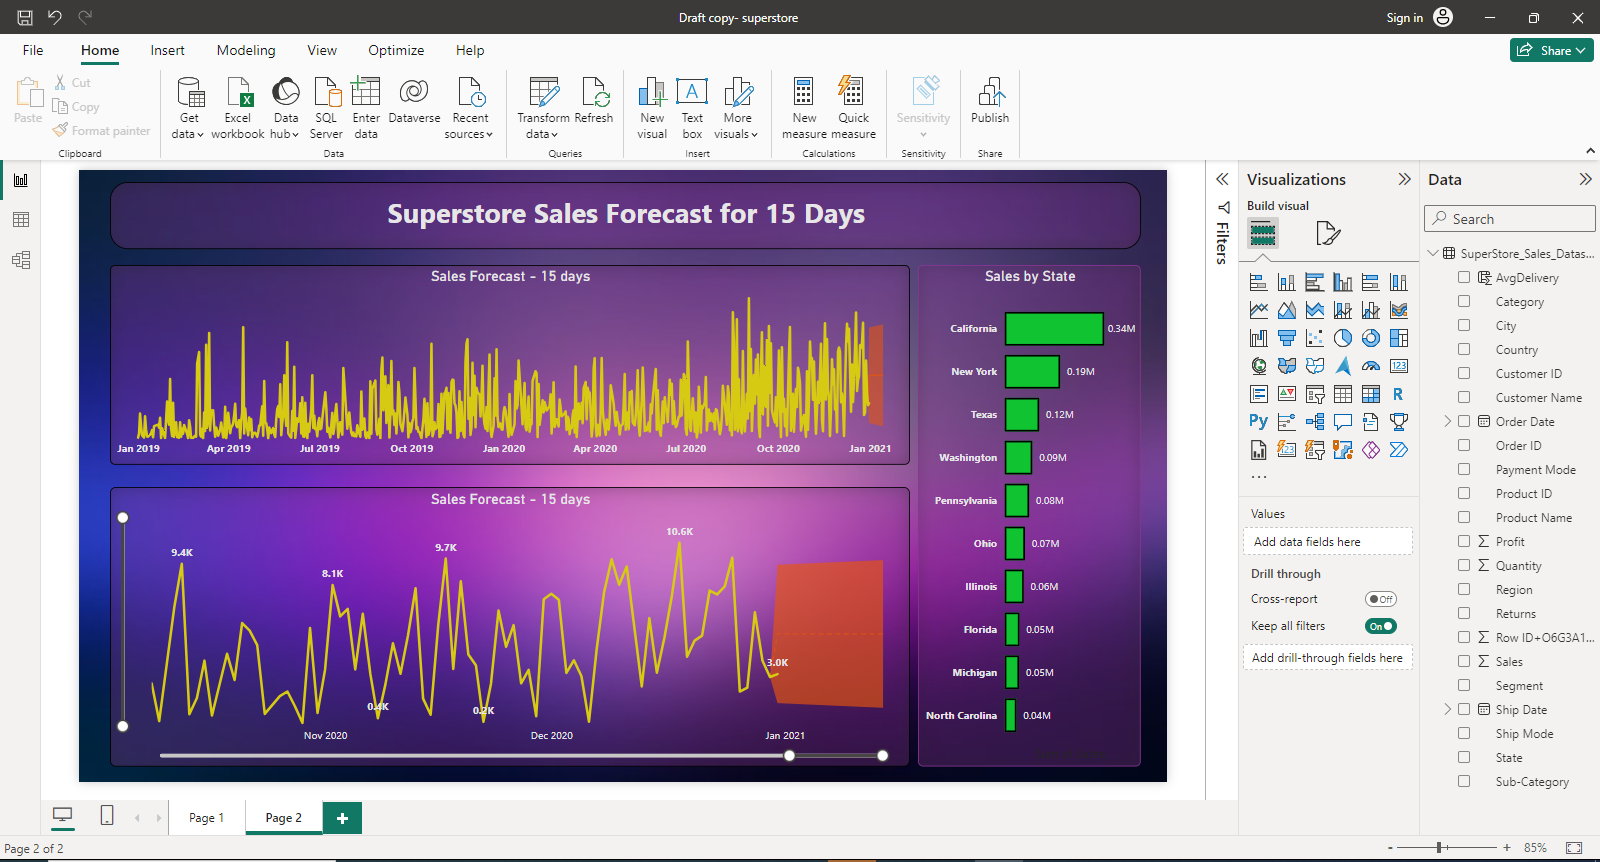 Draft copy- superstore
Sign in
File Home Insert Modeling View Optimize Help
Share
Paste
Cut
Copy
Format painter
Clipboard
Get data
Excel workbook
Data hub
SQL Server
Enter data
Dataverse
Recent sources
Data
Transform data
Refresh
Queries
New visual
Text box
More visuals
Insert
New measure
Quick measure
Calculations
Sensitivity
Sensitivity
Publish
Share
Superstore Sales Forecast for 15 Days
Sales Forecast - 15 days
Jan 2019 Apr 2019 Jul 2019 Oct 2019 Jan 2020 Apr 2020 Jul 2020 Oct 2020 Jan 2021
Sales Forecast - 15 days
9.4K
8.1K
0.4K
9.7K
0.2K
10.6K
3.0K
Nov 2020 Dec 2020 Jan 2021
Sales by State
California 0.34M
New York 0.19M
Texas 0.12M
Washington 0.09M
Pennsylvania 0.08M
Ohio 0.07M
Illinois 0.06M
Florida 0.05M
Michigan 0.05M
North Carolina 0.04M
Filters
Visualizations
Build visual
123
R
Py
123
...
Values
Add data fields here
Drill through
Cross-report Off
Keep all filters On
Add drill-through fields here
Data
Search
SuperStore_Sales_Datas...
AvgDelivery
Category
City
Country
Customer ID
Customer Name
Order Date
Order ID
Payment Mode
Product ID
Product Name
Profit
Quantity
Region
Returns
Row ID+O6G3A1...
Sales
Segment
Ship Date
Ship Mode
State
Sub-Category
Page 1
Page 2
+
Page 2 of 2
- + 85%